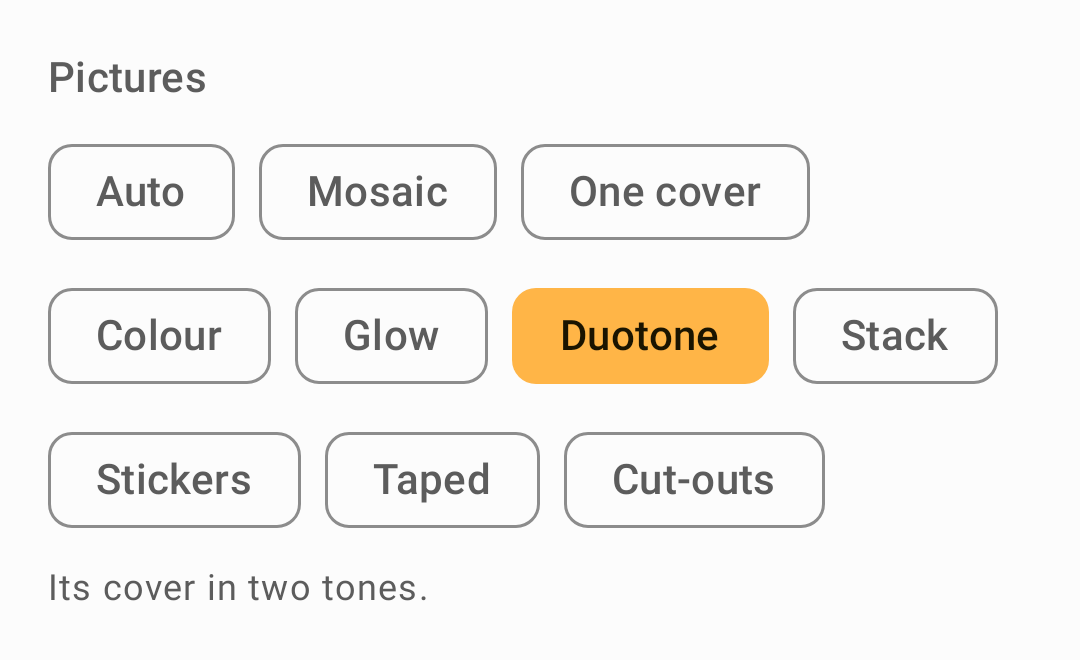 Pictures
Auto Mosaic One cover
Colour Glow Duotone Stack
Stickers Taped Cut-outs
Its cover in two tones.